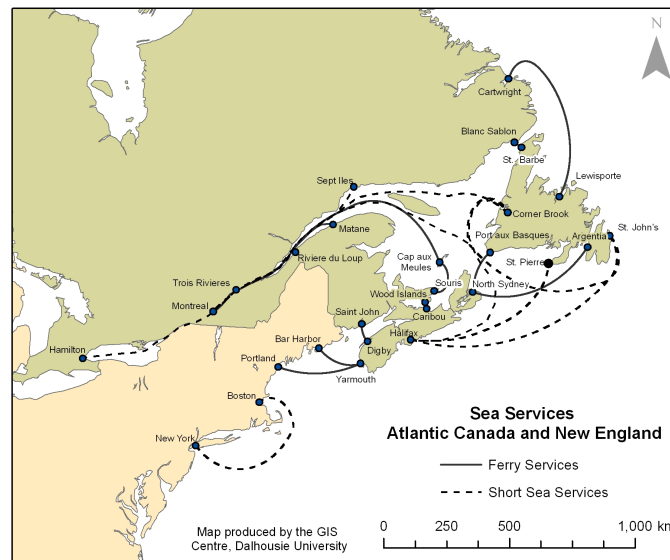 N
Cartwright
Blanc Sablon
St. Barbe
Lewisporte
Sept Iles
Corner Brook
St. John's
Matane
Port aux Basques
Argentia
Riviere du Loup
Cap aux
Meules
St. Pierre
Souris
North Sydney
Trois Rivieres
Wood Islands
Montreal
Saint John
Caribou
Halifax
Bar Harbor
Hamilton
Portland
Digby
Yarmouth
Boston
New York
Sea Services
Atlantic Canada and New England
Ferry Services
Short Sea Services
Map produced by the GIS
Centre, Dalhousie University
0 250 500 1,000 km